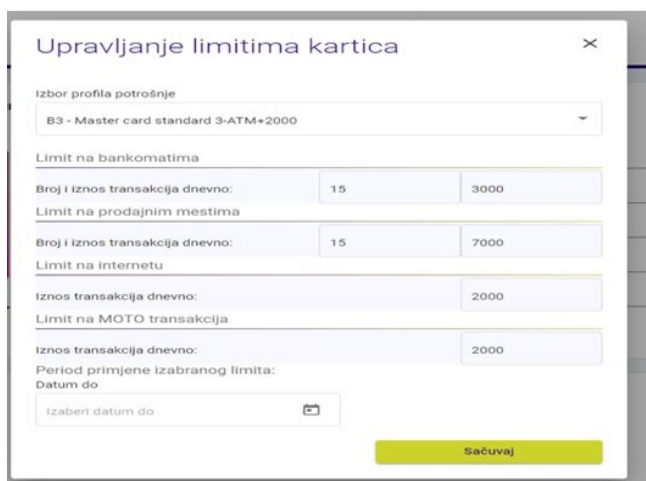 Upravljanje limitima kartica
Izbor profila potrošnje
B3 - Master card standard 3-ATM+2000
Limit na bankomatima
Broj i iznos transakcija dnevno: 15 3000
Limit na prodajnim mestima
Broj i iznos transakcija dnevno: 15 7000
Limit na internetu
Iznos transakcija dnevno: 2000
Limit na MOTO transakcija
Iznos transakcija dnevno: 2000
Period primjene izabranog limita:
Datum do
Izaberi datum do
Sačuvaj